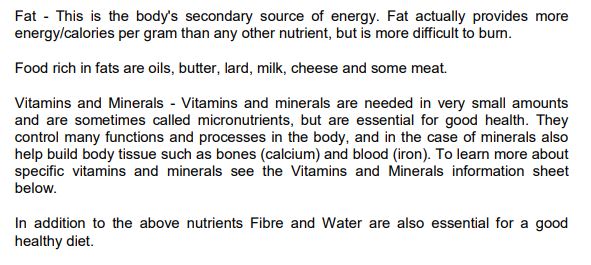 Fat - This is the body's secondary source of energy. Fat actually provides more
energy/calories per gram than any other nutrient, but is more difficult to burn.
Food rich in fats are oils, butter, lard, milk, cheese and some meat.
Vitamins and Minerals - Vitamins and minerals are needed in very small amounts
and are sometimes called micronutrients, but are essential for good health. They
control many functions and processes in the body, and in the case of minerals also
help build body tissue such as bones (calcium) and blood (iron). To learn more about
specific vitamins and minerals see the Vitamins and Minerals information sheet
below.
In addition to the above nutrients Fibre and Water are also essential for a good
healthy diet.